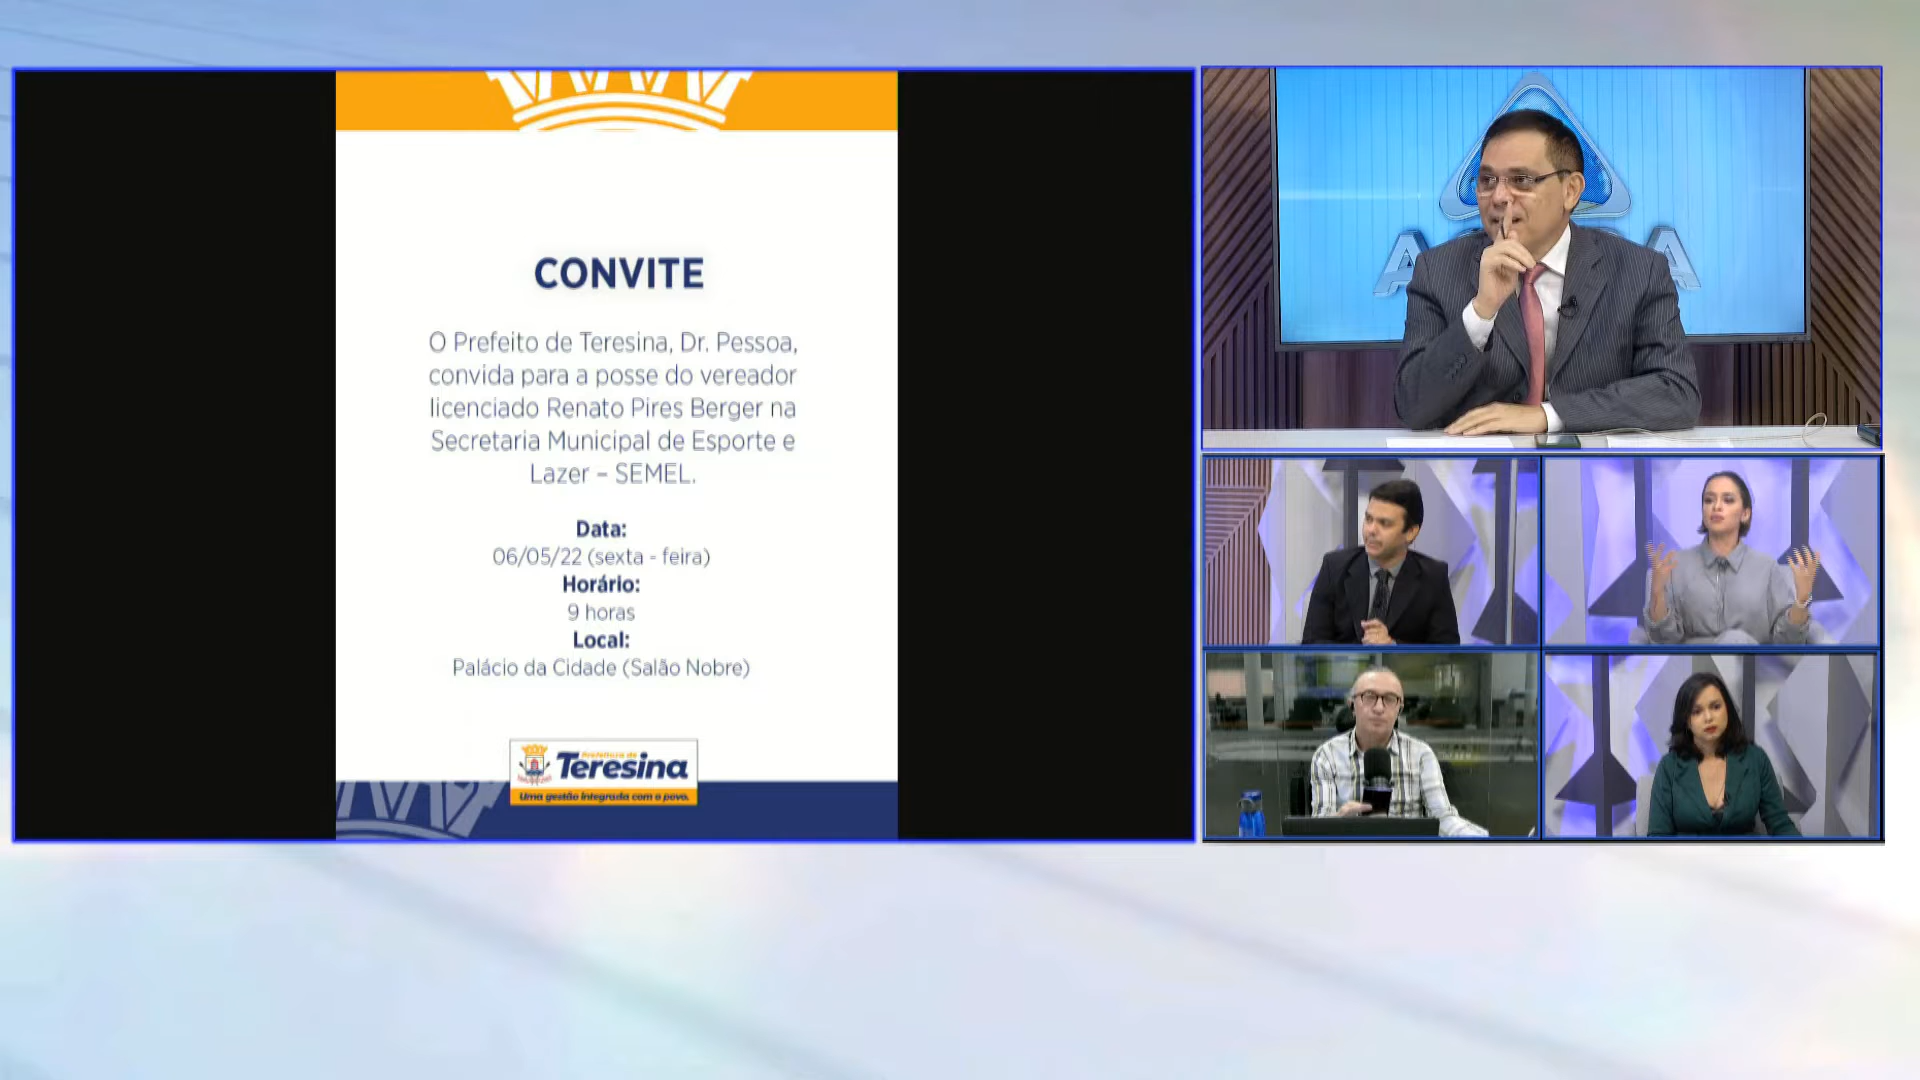 CONVITE
O Prefeito de Teresina, Dr. Pessoa,
convida para a posse do vereador
licenciado Renato Pires Berger na
Secretaria Municipal de Esporte e
Lazer – SEMEL.
Data:
06/05/22 (sexta - feira)
Horário:
9 horas
Local:
Palácio da Cidade (Salão Nobre)
Prefeitura de
Teresina
Uma gestão integrada com o povo.